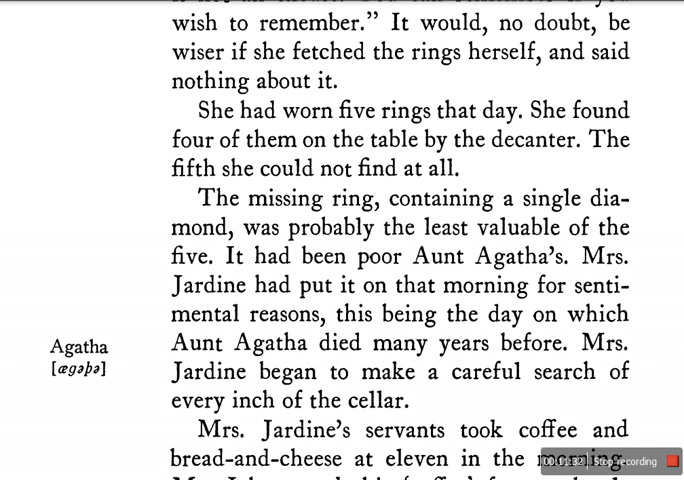 wish to remember.” It would, no doubt, be
wiser if she fetched the rings herself, and said
nothing about it.
She had worn five rings that day. She found
four of them on the table by the decanter. The
fifth she could not find at all.
The missing ring, containing a single dia-
mond, was probably the least valuable of the
five. It had been poor Aunt Agatha’s. Mrs.
Jardine had put it on that morning for senti-
mental reasons, this being the day on which
Agatha
Aunt Agatha died many years before. Mrs.
[ægəþə]
Jardine began to make a careful search of
every inch of the cellar.
Mrs. Jardine’s servants took coffee and
bread-and-cheese at eleven in the morning.
Stop recording